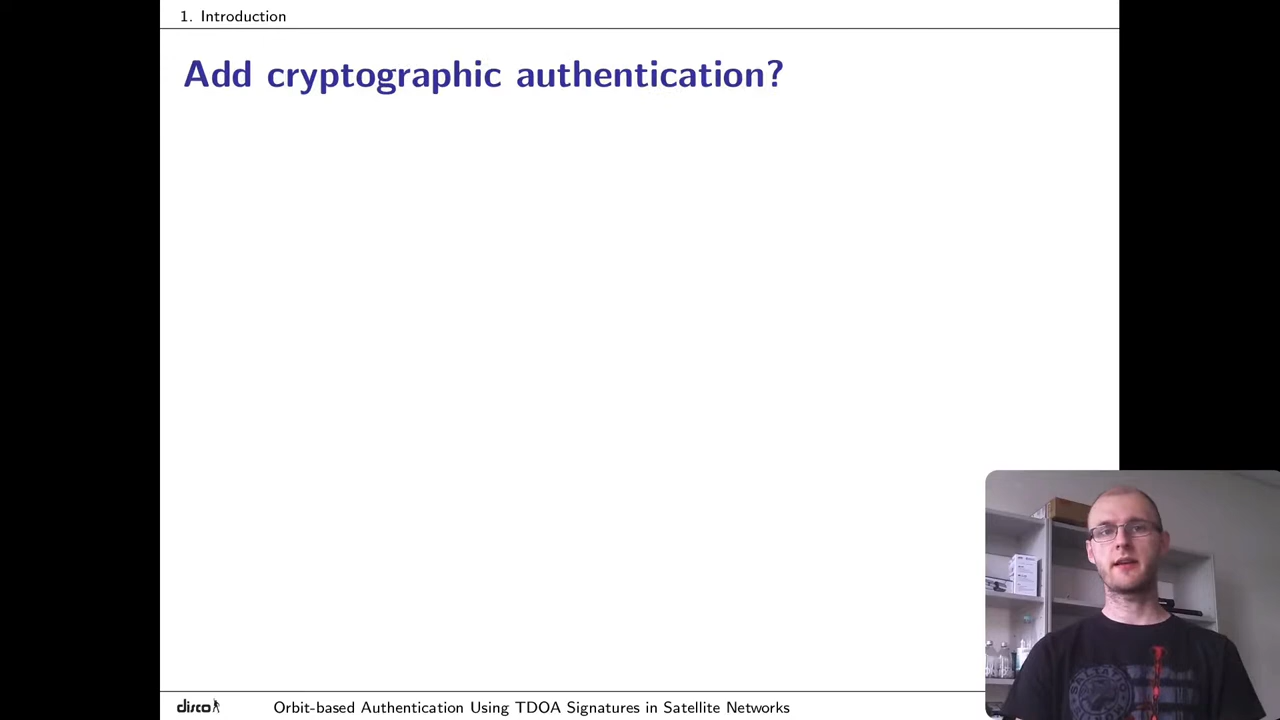 1. Introduction
Add cryptographic authentication?
disco
Orbit-based Authentication Using TDOA Signatures in Satellite Networks